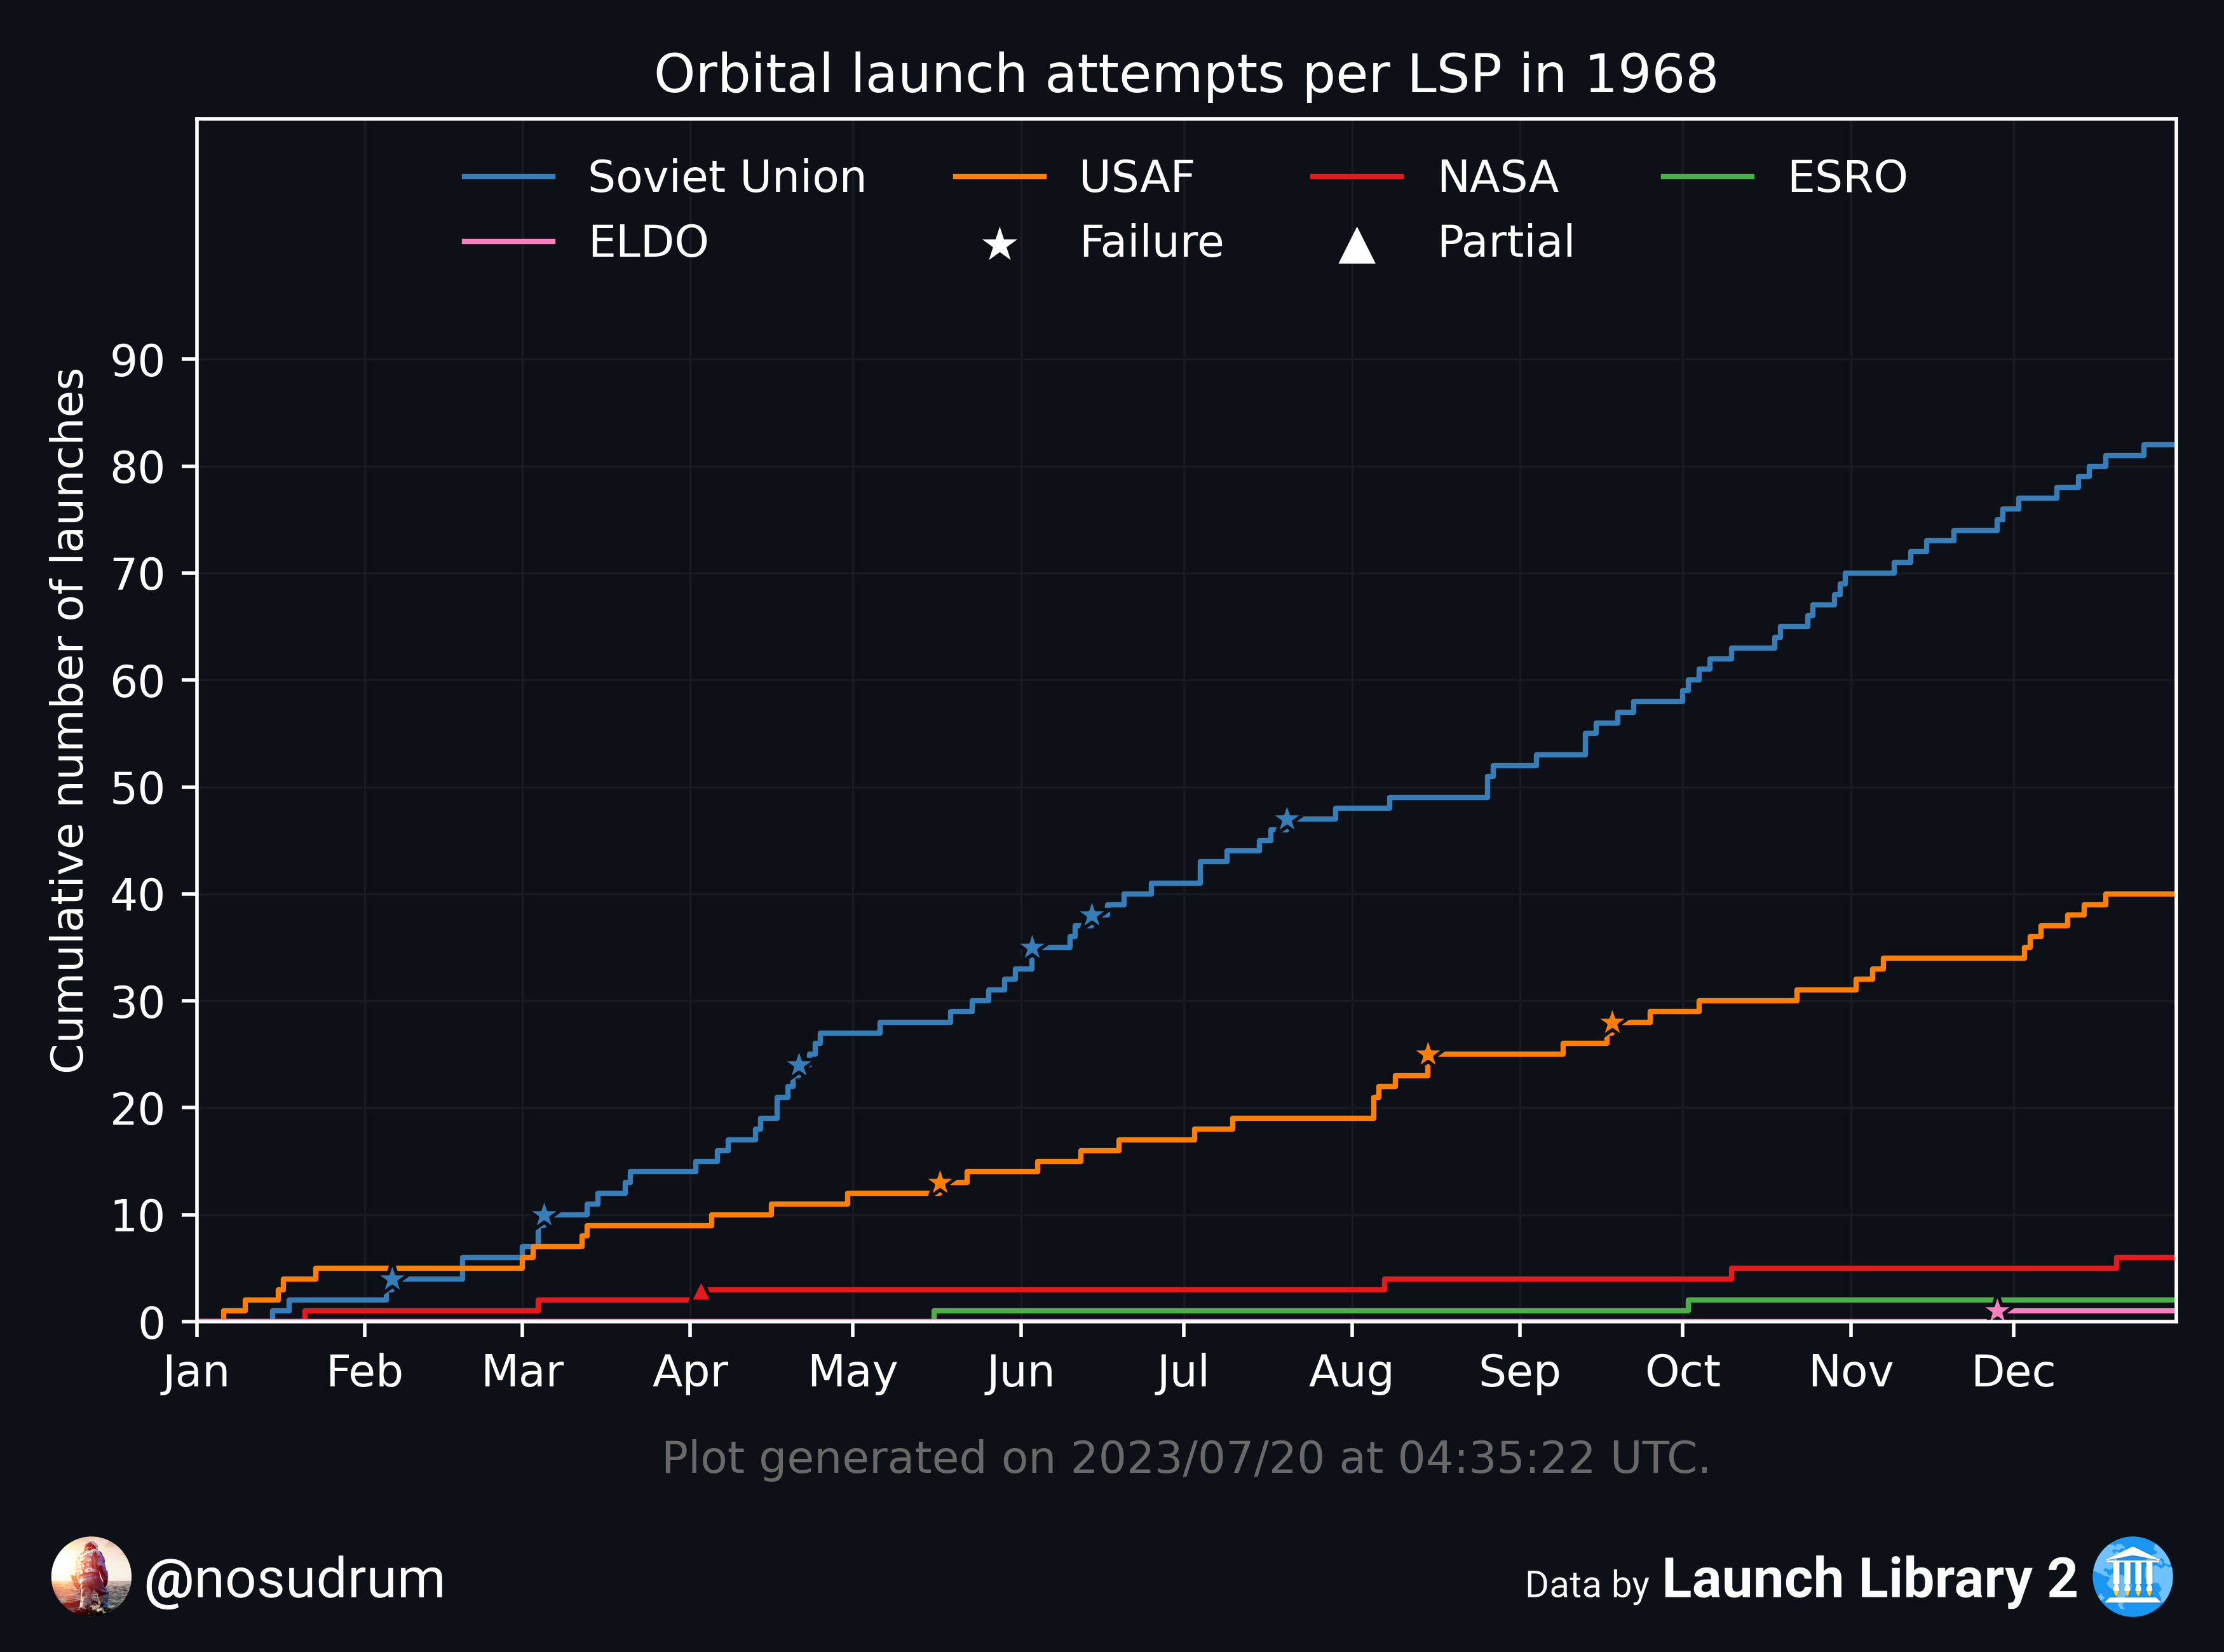 Orbital launch attempts per LSP in 1968
Soviet Union USAF NASA ESRO
ELDO Failure Partial
Cumulative number of launches
90
80
70
60
50
40
30
20
10
0
Jan Feb Mar Apr May Jun Jul Aug Sep Oct Nov Dec
Plot generated on 2023/07/20 at 04:35:22 UTC.
@nosudrum
Data by Launch Library 2